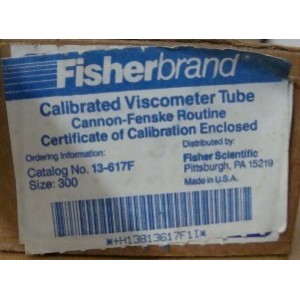 Fisherbrand
Calibrated Viscometer Tube
Cannon-Fenske Routine
Certificate of Calibration Enclosed
Ordering Information:
Catalog No. 13-617F
Size: 300
Distributed by:
Fisher Scientific
Pittsburgh, PA 15219
Made in U.S.A.
*+H13813617F1I*